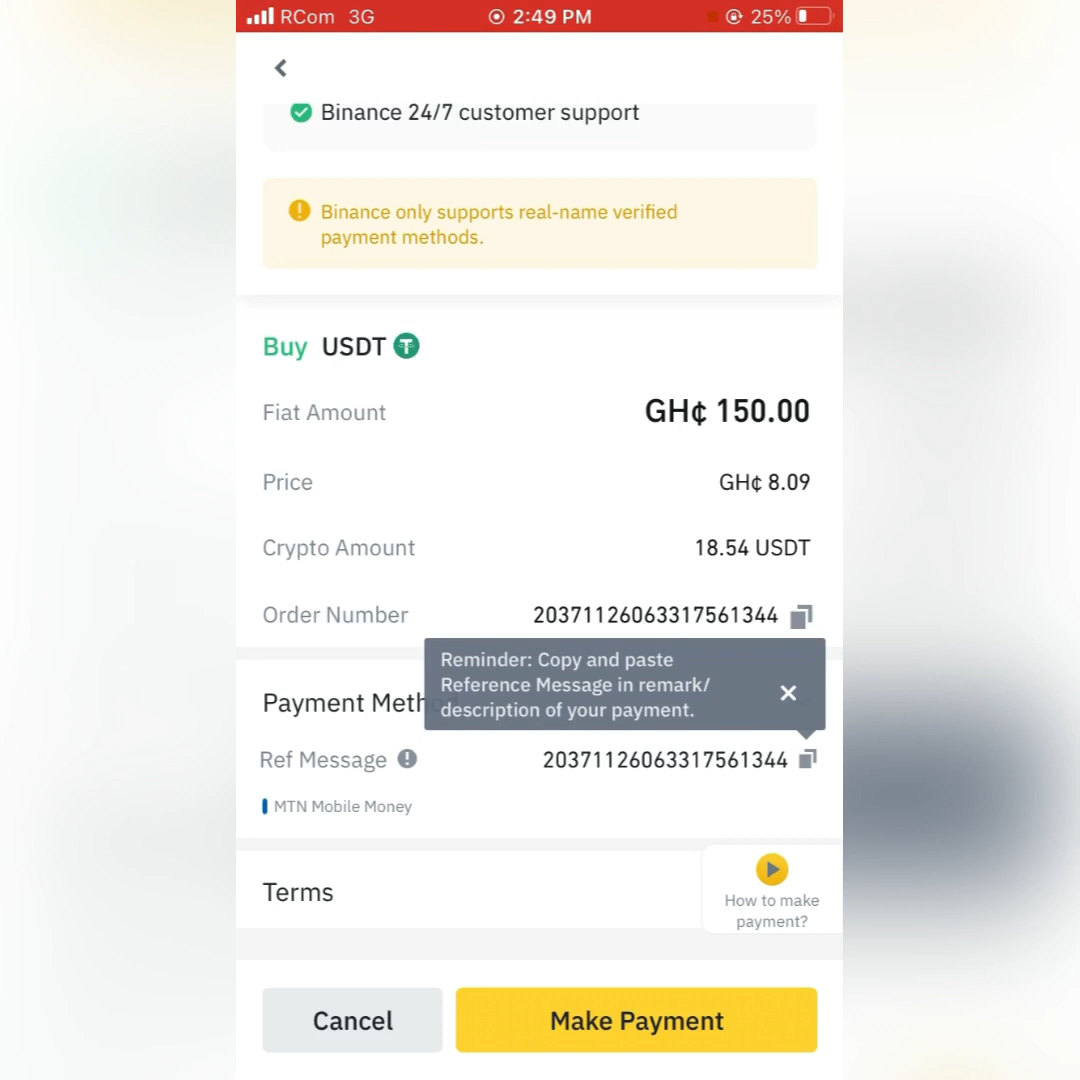 RCom 3G 2:49 PM 25%
Binance 24/7 customer support
Binance only supports real-name verified
payment methods.
Buy USDT
Fiat Amount GH¢ 150.00
Price GH¢ 8.09
Crypto Amount 18.54 USDT
Order Number 20371126063317561344
Reminder: Copy and paste
Reference Message in remark/
description of your payment.
Payment Metho
Ref Message 20371126063317561344
MTN Mobile Money
Terms
How to make
payment?
Cancel Make Payment